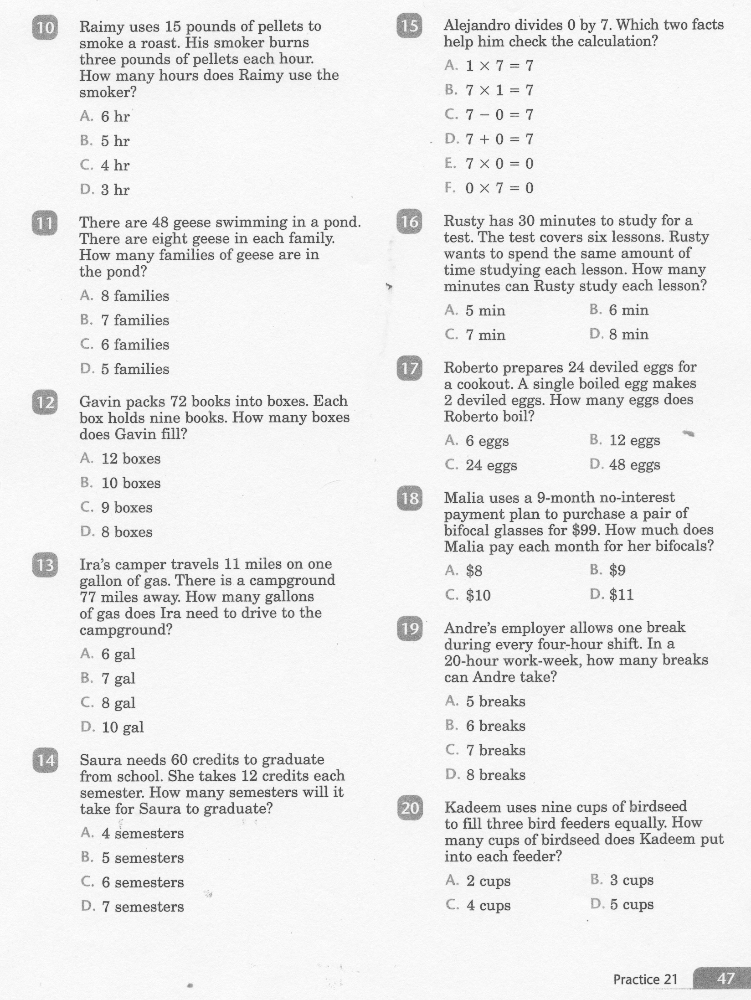 10
Raimy uses 15 pounds of pellets to
smoke a roast. His smoker burns
three pounds of pellets each hour.
How many hours does Raimy use the
smoker?
A. 6 hr
B. 5 hr
C. 4 hr
D. 3 hr
11
There are 48 geese swimming in a pond.
There are eight geese in each family.
How many families of geese are in
the pond?
A. 8 families
B. 7 families
C. 6 families
D. 5 families
12
Gavin packs 72 books into boxes. Each
box holds nine books. How many boxes
does Gavin fill?
A. 12 boxes
B. 10 boxes
C. 9 boxes
D. 8 boxes
13
Ira’s camper travels 11 miles on one
gallon of gas. There is a campground
77 miles away. How many gallons
of gas does Ira need to drive to the
campground?
A. 6 gal
B. 7 gal
C. 8 gal
D. 10 gal
14
Saura needs 60 credits to graduate
from school. She takes 12 credits each
semester. How many semesters will it
take for Saura to graduate?
A. 4 semesters
B. 5 semesters
C. 6 semesters
D. 7 semesters
15
Alejandro divides 0 by 7. Which two facts
help him check the calculation?
A. 1 × 7 = 7
B. 7 × 1 = 7
C. 7 − 0 = 7
D. 7 + 0 = 7
E. 7 × 0 = 0
F. 0 × 7 = 0
16
Rusty has 30 minutes to study for a
test. The test covers six lessons. Rusty
wants to spend the same amount of
time studying each lesson. How many
minutes can Rusty study each lesson?
A. 5 min B. 6 min
C. 7 min D. 8 min
17
Roberto prepares 24 deviled eggs for
a cookout. A single boiled egg makes
2 deviled eggs. How many eggs does
Roberto boil?
A. 6 eggs B. 12 eggs
C. 24 eggs D. 48 eggs
18
Malia uses a 9-month no-interest
payment plan to purchase a pair of
bifocal glasses for $99. How much does
Malia pay each month for her bifocals?
A. $8 B. $9
C. $10 D. $11
19
Andre’s employer allows one break
during every four-hour shift. In a
20-hour work-week, how many breaks
can Andre take?
A. 5 breaks
B. 6 breaks
C. 7 breaks
D. 8 breaks
20
Kadeem uses nine cups of birdseed
to fill three bird feeders equally. How
many cups of birdseed does Kadeem put
into each feeder?
A. 2 cups B. 3 cups
C. 4 cups D. 5 cups
Practice 21 47